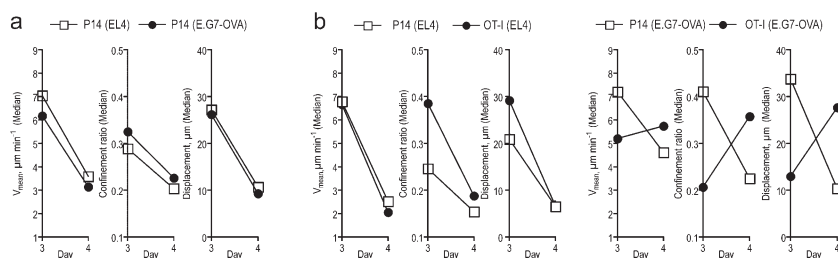 a
P14 (EL4) P14 (E.G7-OVA)
Vmean, μm min⁻¹ (Median)
9
8
7
6
5
4
3
2
1
3 4
Day
Confinement ratio (Median)
0.5
0.4
0.3
0.2
0.1
3 4
Day
Displacement, μm (Median)
40
30
20
10
0
3 4
Day
b
P14 (EL4) OT-I (EL4)
Vmean, μm min⁻¹ (Median)
9
8
7
6
5
4
3
2
1
3 4
Day
Confinement ratio (Median)
0.5
0.4
0.3
0.2
0.1
3 4
Day
Displacement, μm (Median)
40
30
20
10
0
3 4
Day
P14 (E.G7-OVA) OT-I (E.G7-OVA)
Vmean, μm min⁻¹ (Median)
9
8
7
6
5
4
3
2
1
3 4
Day
Confinement ratio (Median)
0.5
0.4
0.3
0.2
0.1
3 4
Day
Displacement, μm (Median)
40
30
20
10
0
3 4
Day